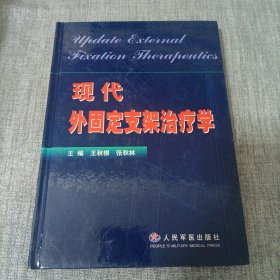 Update External
Fixation Therapeutics
现代
外固定支架治疗学
主编 王秋根 张秋林
人民军医出版社
PEOPLE'S MILITARY MEDICAL PRESS